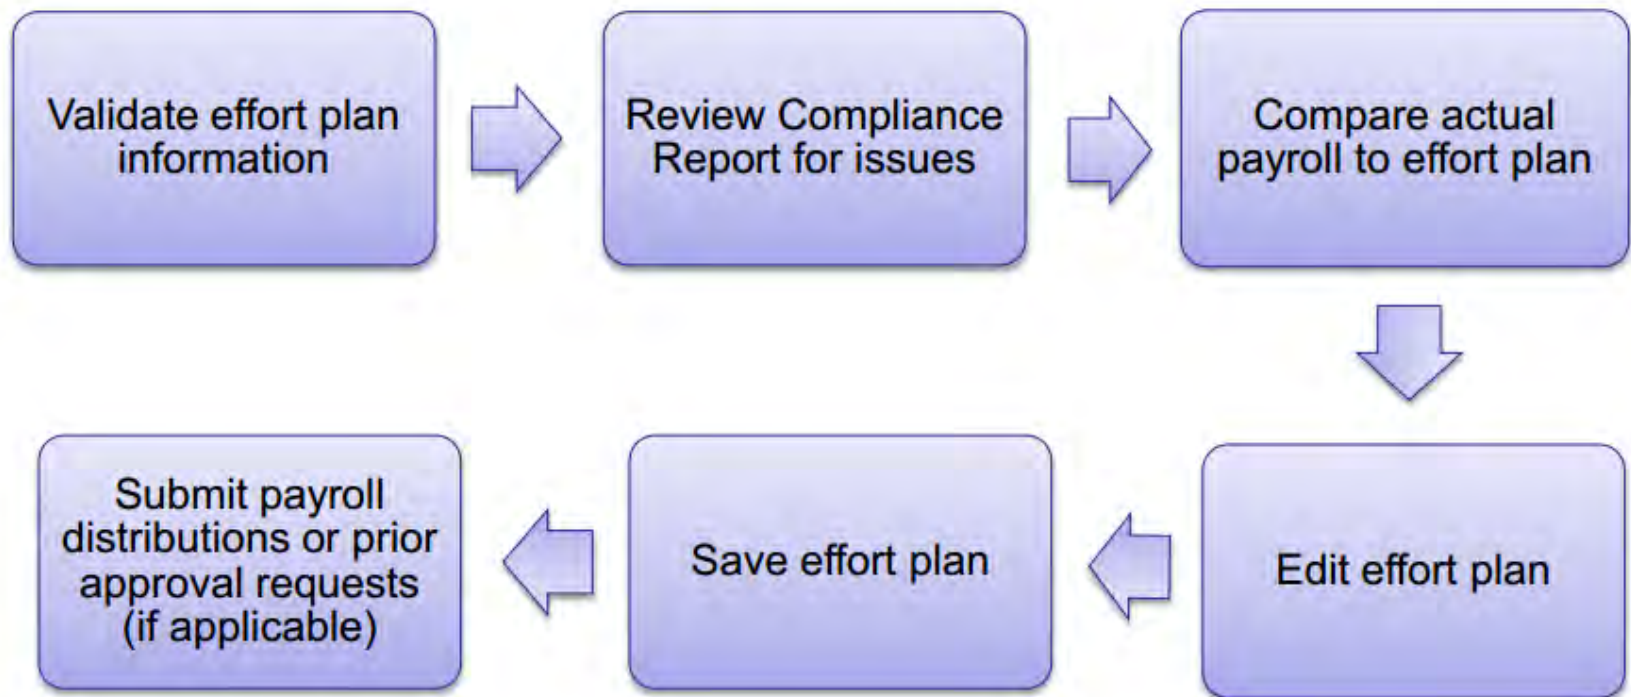 Validate effort plan
information
Review Compliance
Report for issues
Compare actual
payroll to effort plan
Edit effort plan
Save effort plan
Submit payroll
distributions or prior
approval requests
(if applicable)